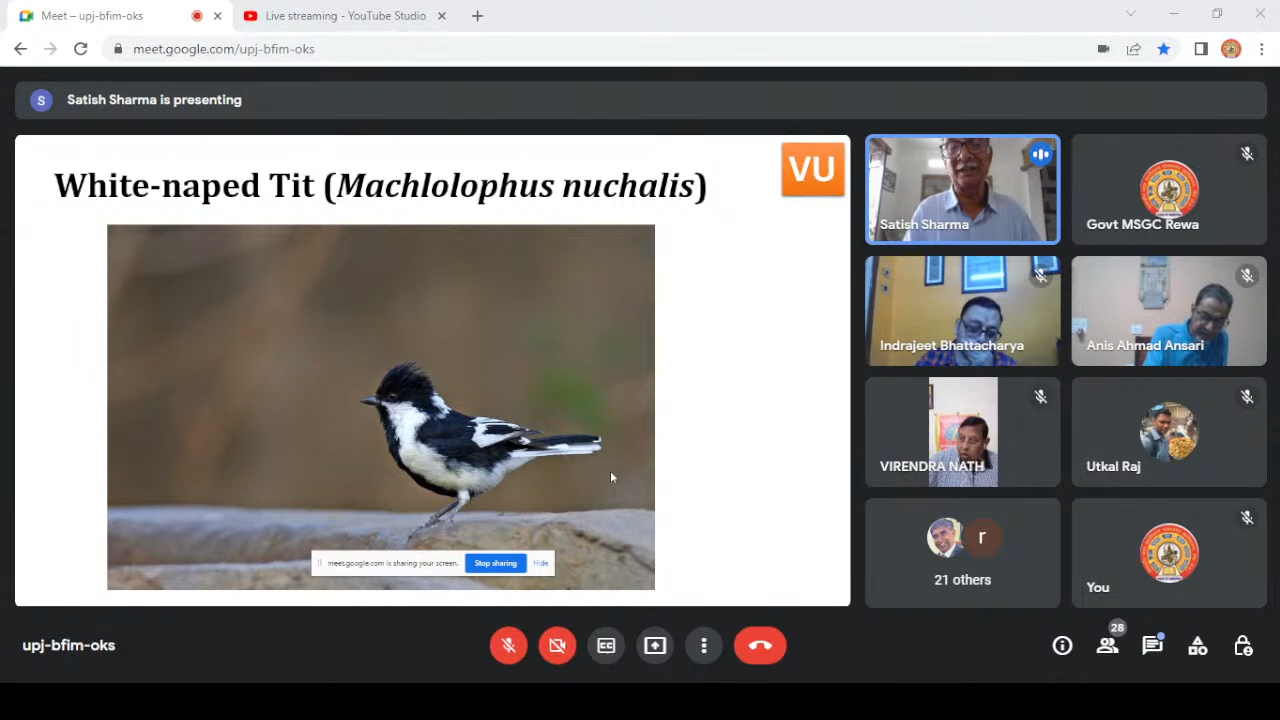 Meet – upj-bfim-oks
Live streaming - YouTube Studio
meet.google.com/upj-bfim-oks
S
Satish Sharma is presenting
White-naped Tit (Machlolophus nuchalis)
VU
meet.google.com is sharing your screen.
Stop sharing
Hide
Satish Sharma
Govt MSGC Rewa
Indrajeet Bhattacharya
Anis Ahmad Ansari
VIRENDRA NATH
Utkal Raj
r
21 others
You
upj-bfim-oks
CC
28